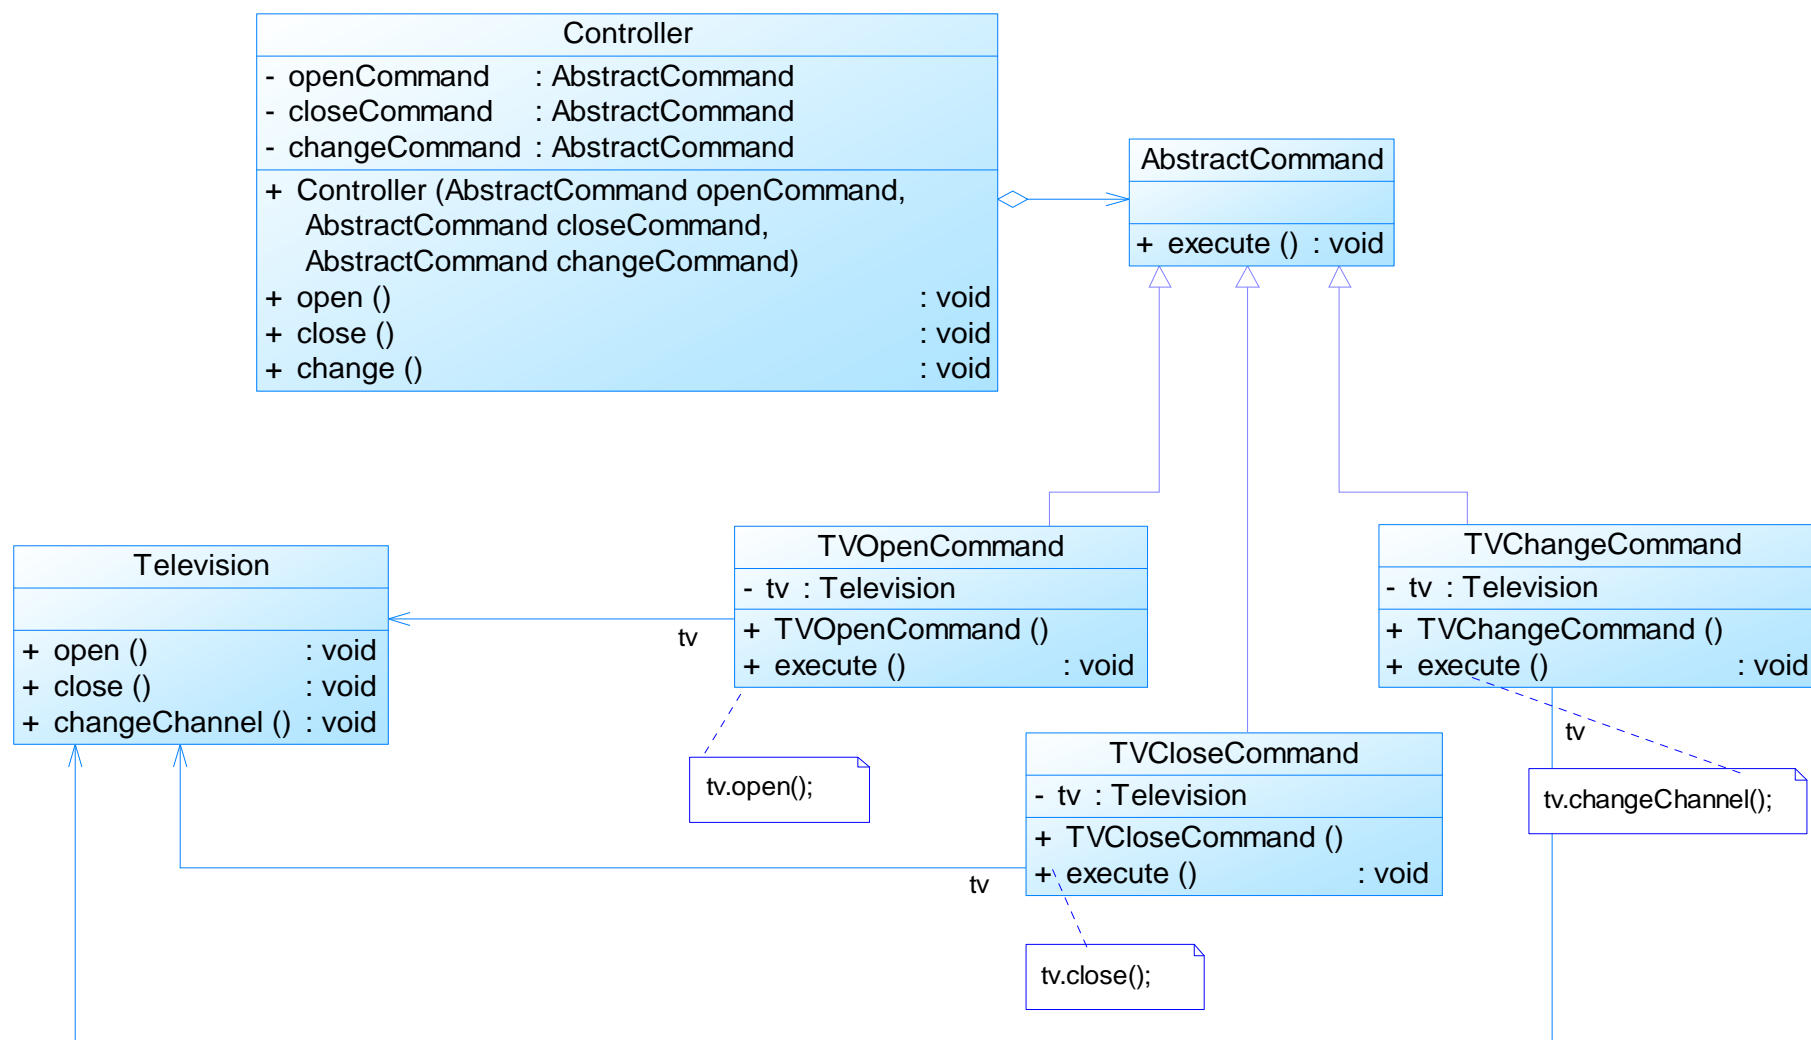 Controller
- openCommand : AbstractCommand
- closeCommand : AbstractCommand
- changeCommand : AbstractCommand
+ Controller (AbstractCommand openCommand,
AbstractCommand closeCommand,
AbstractCommand changeCommand)
+ open () : void
+ close () : void
+ change () : void
AbstractCommand
+ execute () : void
Television
+ open () : void
+ close () : void
+ changeChannel () : void
TVOpenCommand
- tv : Television
+ TVOpenCommand ()
+ execute () : void
tv
tv.open();
TVChangeCommand
- tv : Television
+ TVChangeCommand ()
+ execute () : void
tv
tv.changeChannel();
TVCloseCommand
- tv : Television
+ TVCloseCommand ()
+ execute () : void
tv
tv.close();